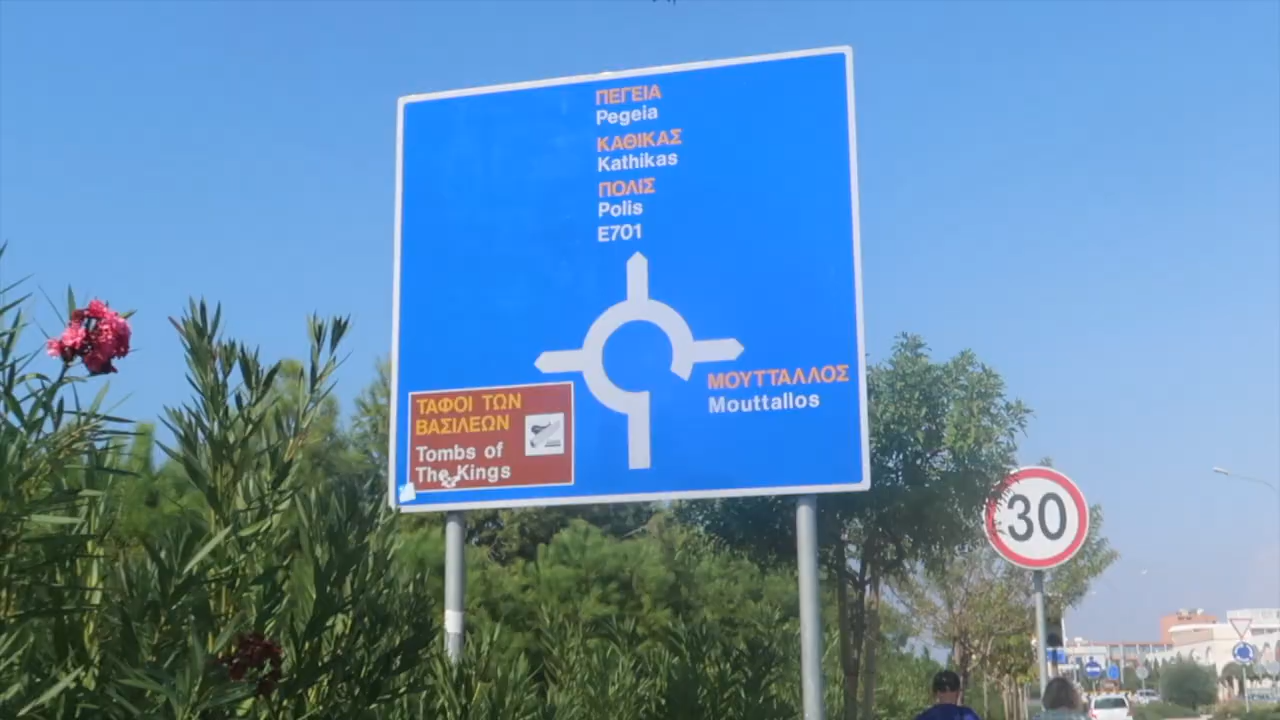 ΠΕΓΕΙΑ
Pegeia
ΚΑΘΙΚΑΣ
Kathikas
ΠΟΛΙΣ
Polis
E701
ΜΟΥΤΤΑΛΛΟΣ
Mouttallos
ΤΑΦΟΙ ΤΩΝ
ΒΑΣΙΛΕΩΝ
Tombs of
The Kings
30